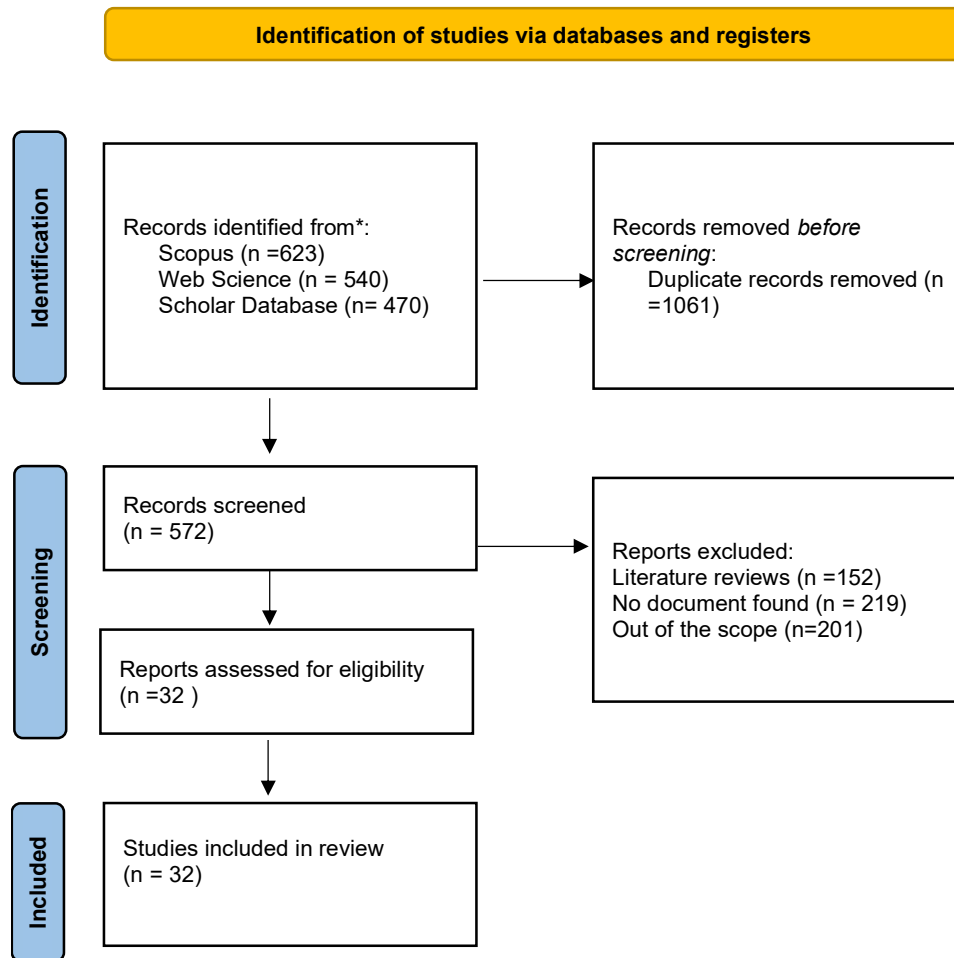 Identification of studies via databases and registers
Identification
Records identified from*:
Scopus (n =623)
Web Science (n = 540)
Scholar Database (n= 470)
Records removed before
screening:
Duplicate records removed (n
=1061)
Screening
Records screened
(n = 572)
Reports excluded:
Literature reviews (n =152)
No document found (n = 219)
Out of the scope (n=201)
Reports assessed for eligibility
(n =32 )
Included
Studies included in review
(n = 32)